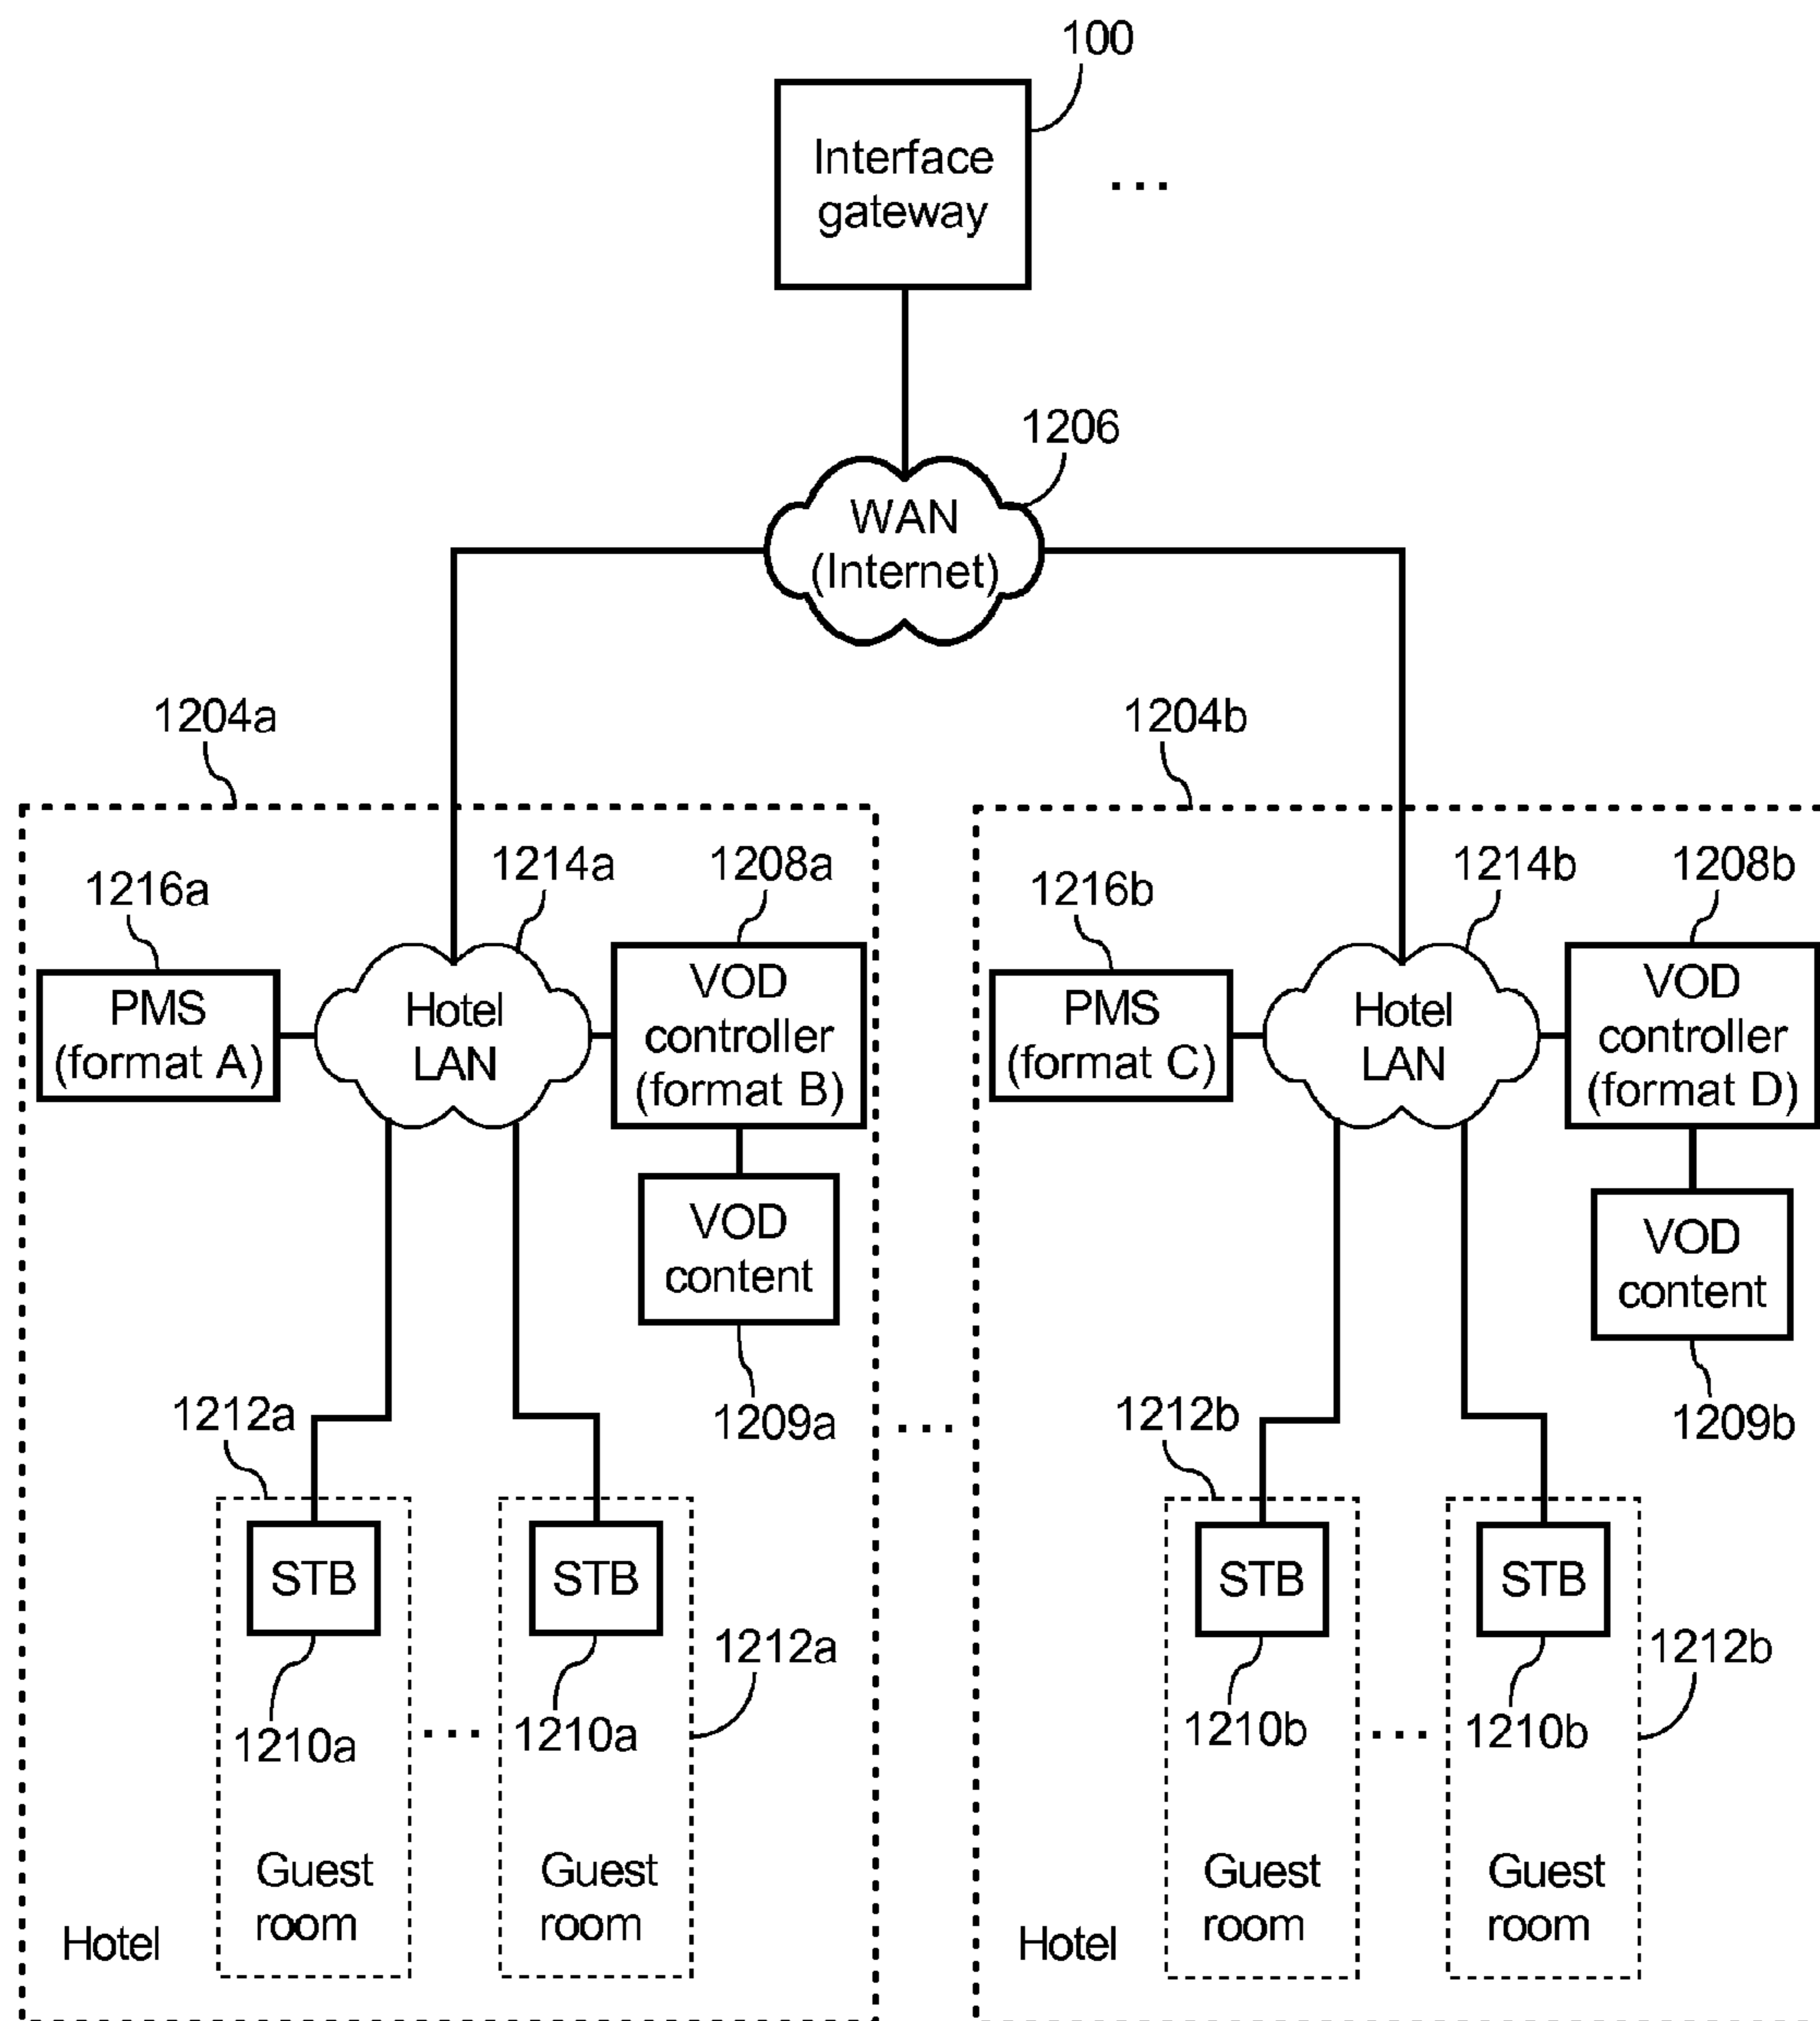 100
Interface
gateway
...
1206
WAN
(Internet)
1204a
1204b
1216a
1214a
1208a
1216b
1214b
1208b
PMS
(format A)
Hotel
LAN
VOD
controller
(format B)
PMS
(format C)
Hotel
LAN
VOD
controller
(format D)
VOD
content
VOD
content
1209a
1209b
1212a
...
1212b
STB
STB
STB
STB
1212a
1212b
1210a
...
1210a
1210b
...
1210b
Guest
room
Guest
room
Guest
room
Guest
room
Hotel
Hotel